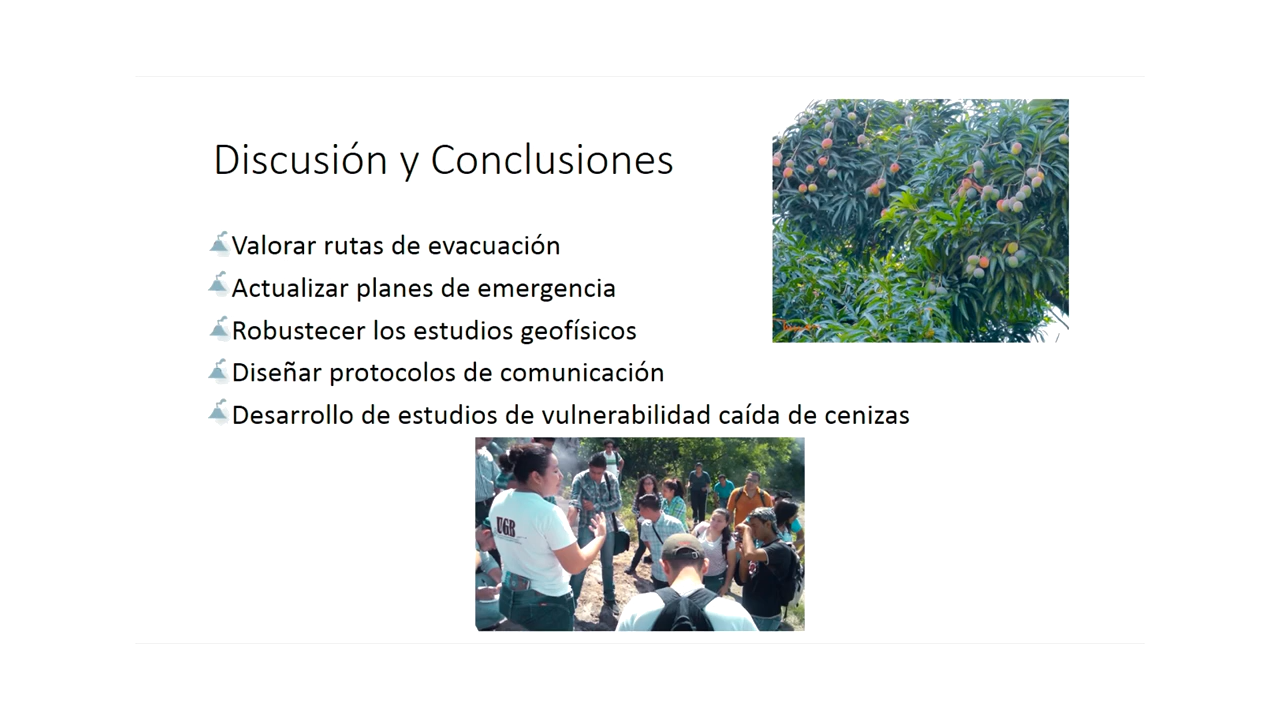 Discusión y Conclusiones
Valorar rutas de evacuación
Actualizar planes de emergencia
Robustecer los estudios geofísicos
Diseñar protocolos de comunicación
Desarrollo de estudios de vulnerabilidad caída de cenizas
UGB